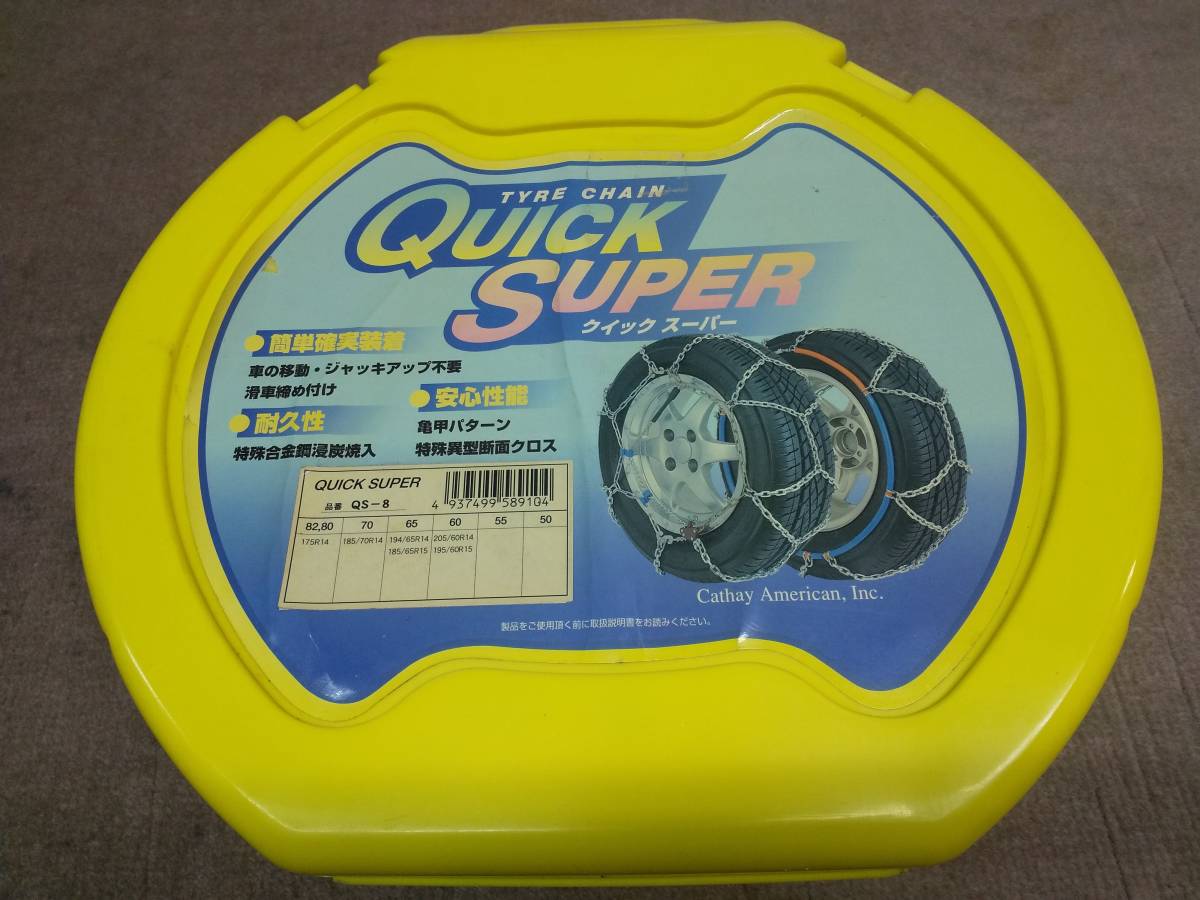 TYRE CHAIN
QUICK
SUPER
クイック スーパー
簡単確実装着
車の移動・ジャッキアップ不要
滑車締め付け
耐久性
特殊合金鋼浸炭焼入
安心性能
亀甲パターン
特殊異型断面クロス
QUICK SUPER
品番 QS-8
4 937499 589104
82,80 70 65 60 55 50
175R14 185/70R14 194/65R14 205/60R14
185/65R15 195/60R15
Cathay American, Inc.
製品をご使用頂く前に取扱説明書をお読みください。